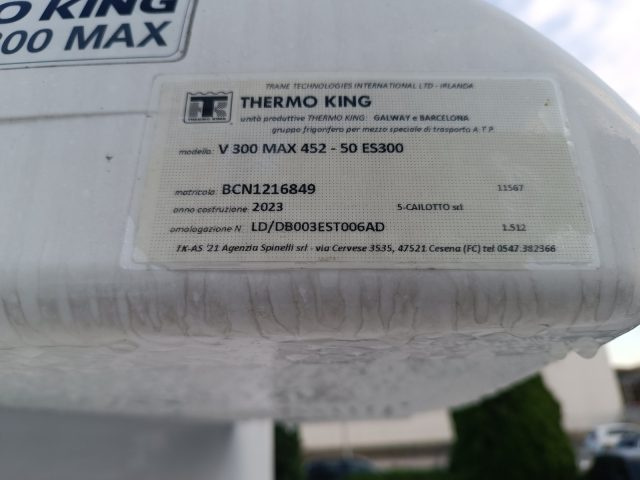 O KING
300 MAX
TRANE TECHNOLOGIES INTERNATIONAL LTD - IRLANDA
THERMO KING
unità produttive THERMO KING: GALWAY e BARCELONA
gruppo frigorifero per mezzo speciale di trasporto A.T.P.
modello V 300 MAX 452 - 50 ES300
matricola BCN1216849 11567
anno costruzione 2023 5-CAILOTTO srl
omologazione N LD/DB003EST006AD 1.512
TK-AS '21 Agenzia Spinelli srl - via Cervese 3535, 47521 Cesena (FC) tel 0547.382366